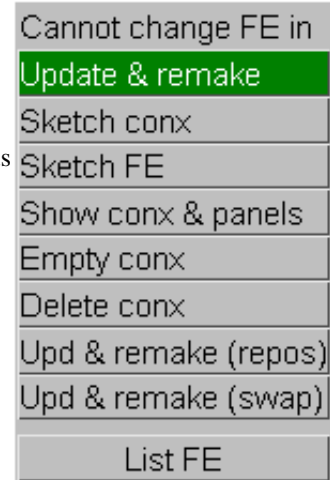 Cannot change FE in
Update & remake
Sketch conx
s
Sketch FE
Show conx & panels
Empty conx
Delete conx
Upd & remake (repos)
Upd & remake (swap)
List FE